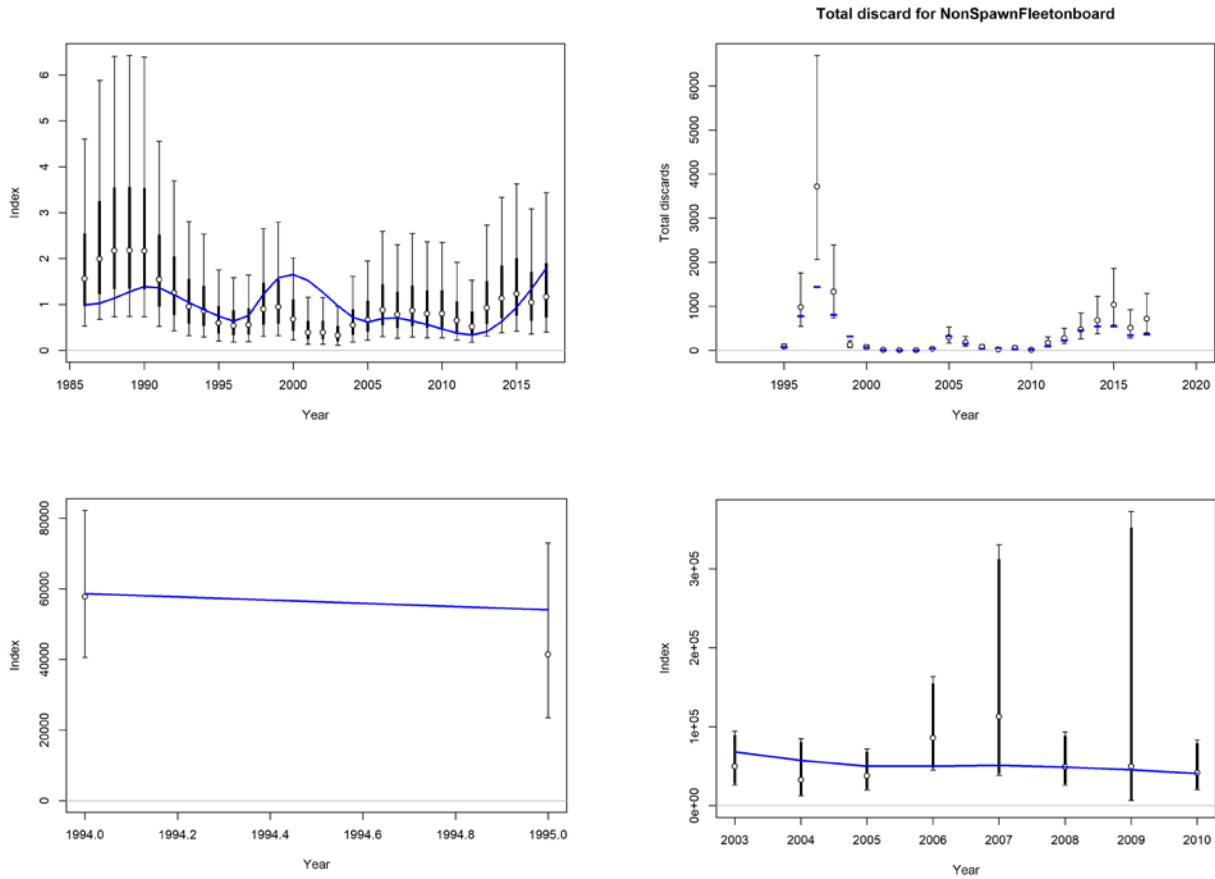 Total discard for NonSpawnFleetonboard
Index
6
5
4
3
2
1
0
1985 1990 1995 2000 2005 2010 2015
Year
Total discards
6000
5000
4000
3000
2000
1000
0
1995 2000 2005 2010 2015 2020
Year
Index
80000
60000
40000
20000
0
1994.0 1994.2 1994.4 1994.6 1994.8 1995.0
Year
Index
3e+05
2e+05
1e+05
0e+00
2003 2004 2005 2006 2007 2008 2009 2010
Year